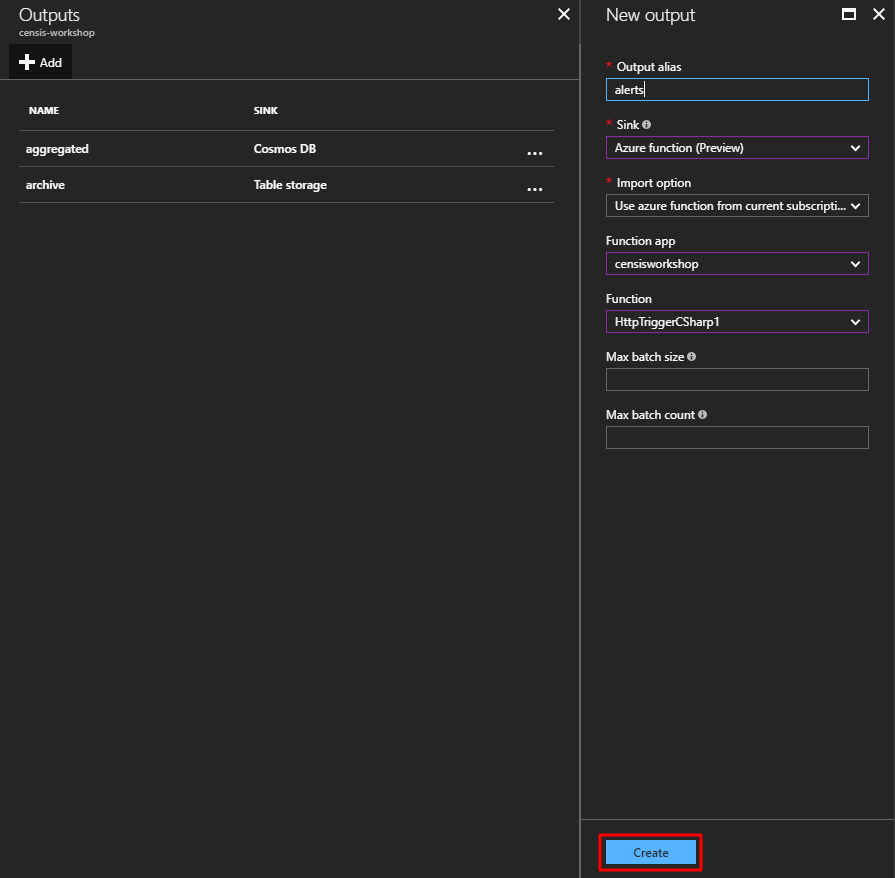 Outputs
censis-workshop
Add
NAME SINK
aggregated Cosmos DB ...
archive Table storage ...
New output
* Output alias
alerts
* Sink
Azure function (Preview)
* Import option
Use azure function from current subscripti...
Function app
censisworkshop
Function
HttpTriggerCSharp1
Max batch size
Max batch count
Create